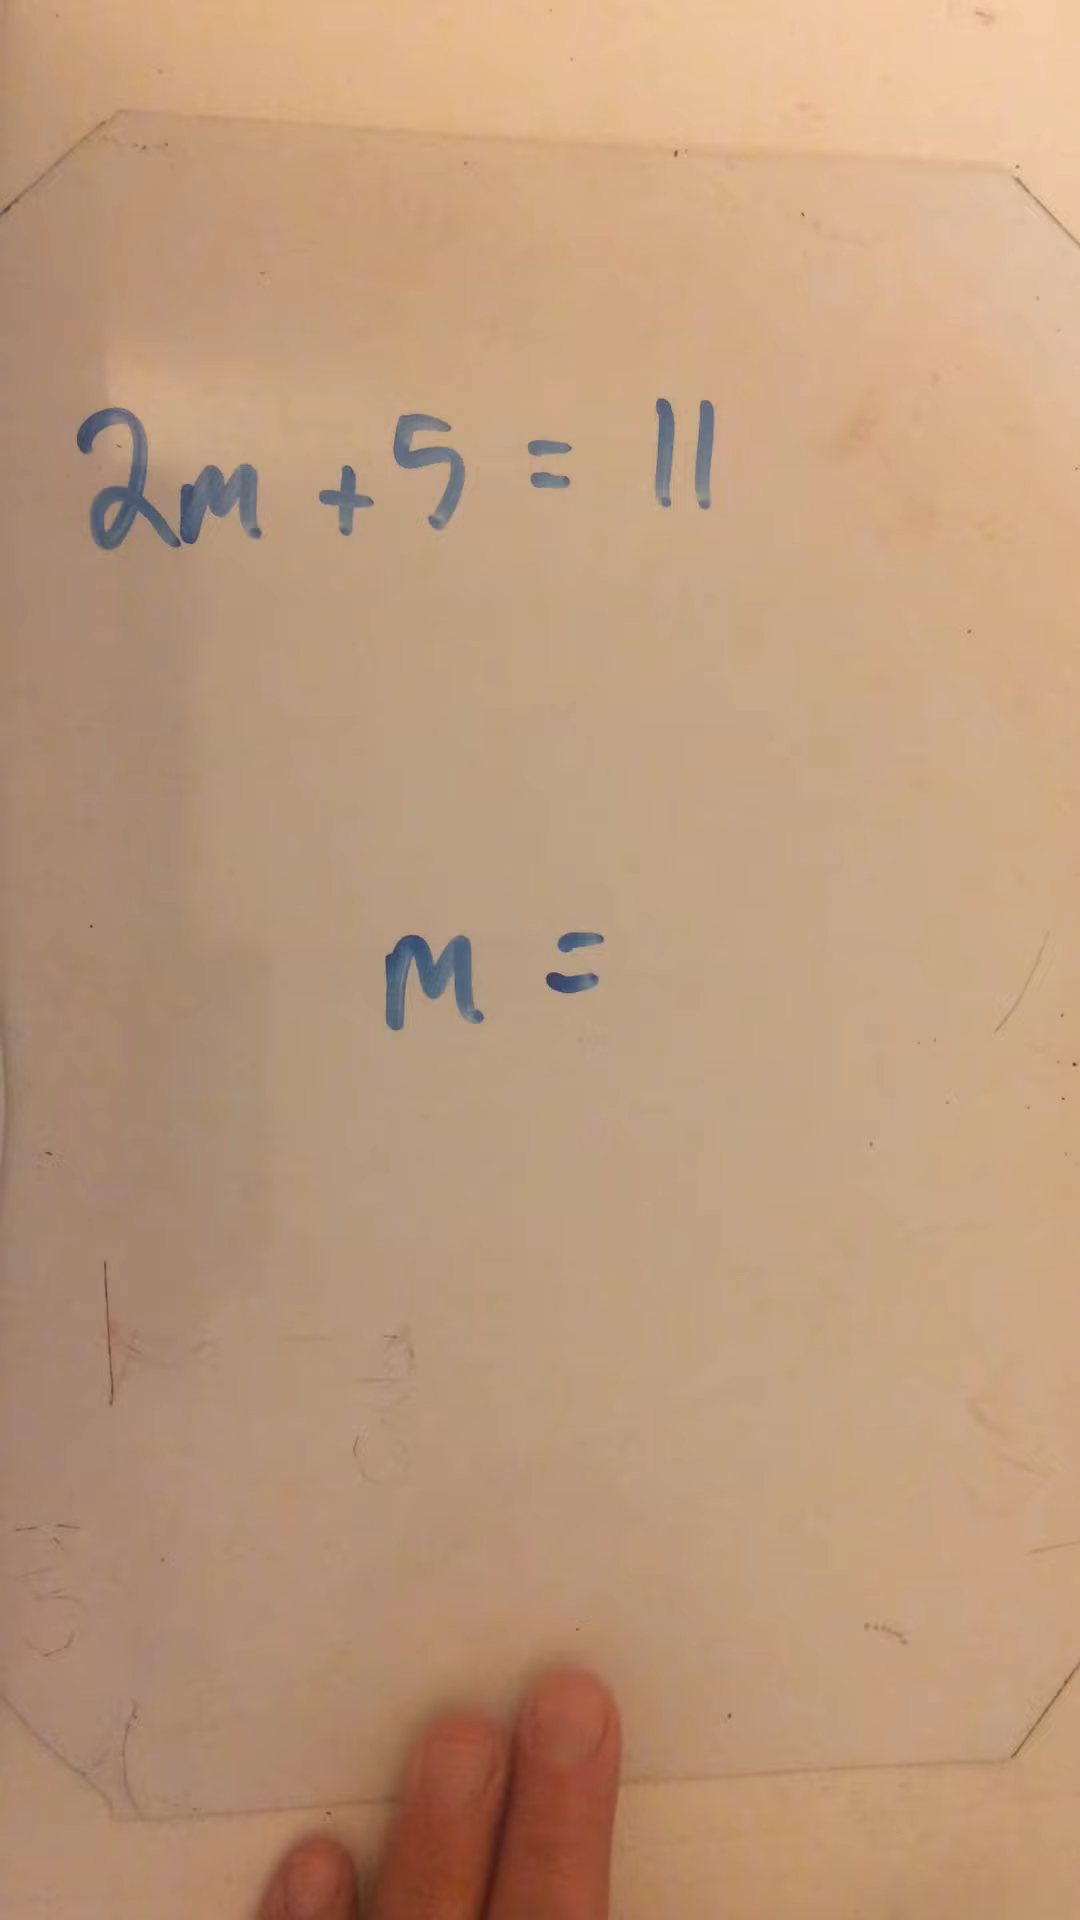 2m + 5 = 11
m =